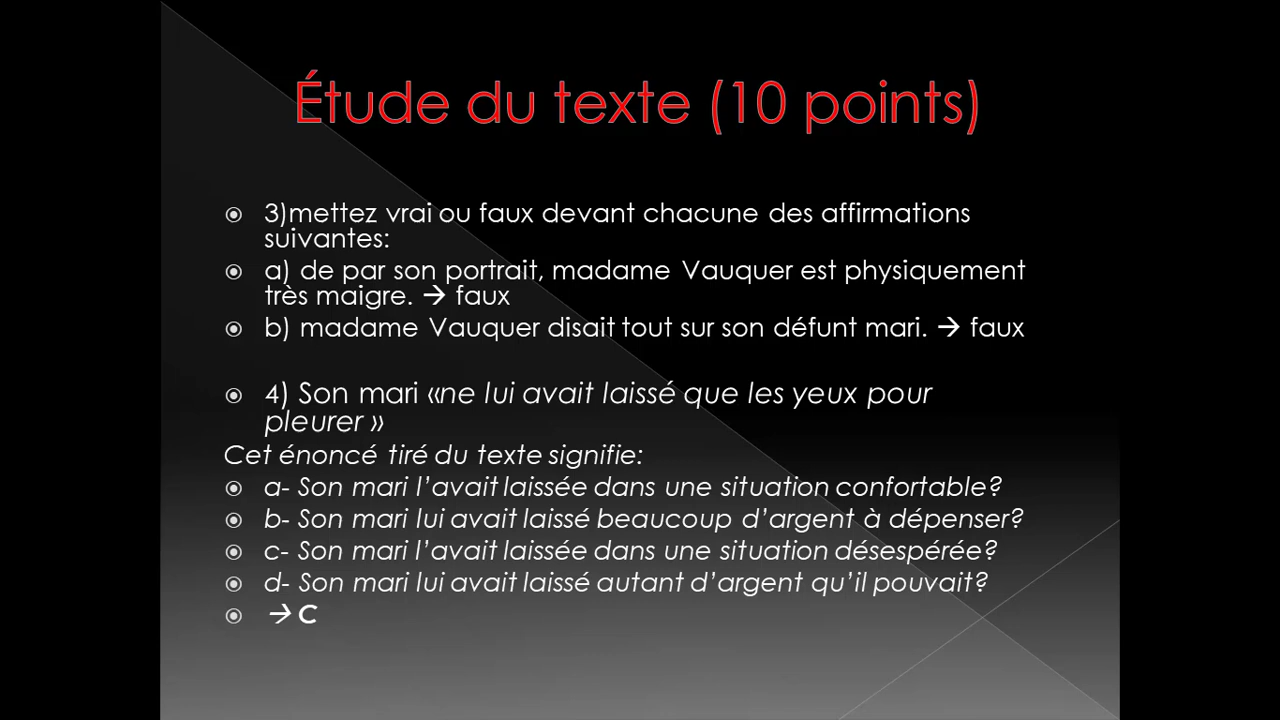 Étude du texte (10 points)
3)mettez vrai ou faux devant chacune des affirmations
suivantes:
a) de par son portrait, madame Vauquer est physiquement
très maigre. → faux
b) madame Vauquer disait tout sur son défunt mari. → faux
4) Son mari «ne lui avait laissé que les yeux pour
pleurer »
Cet énoncé tiré du texte signifie:
a- Son mari l’avait laissée dans une situation confortable?
b- Son mari lui avait laissé beaucoup d’argent à dépenser?
c- Son mari l’avait laissée dans une situation désespérée?
d- Son mari lui avait laissé autant d’argent qu’il pouvait?
→ C